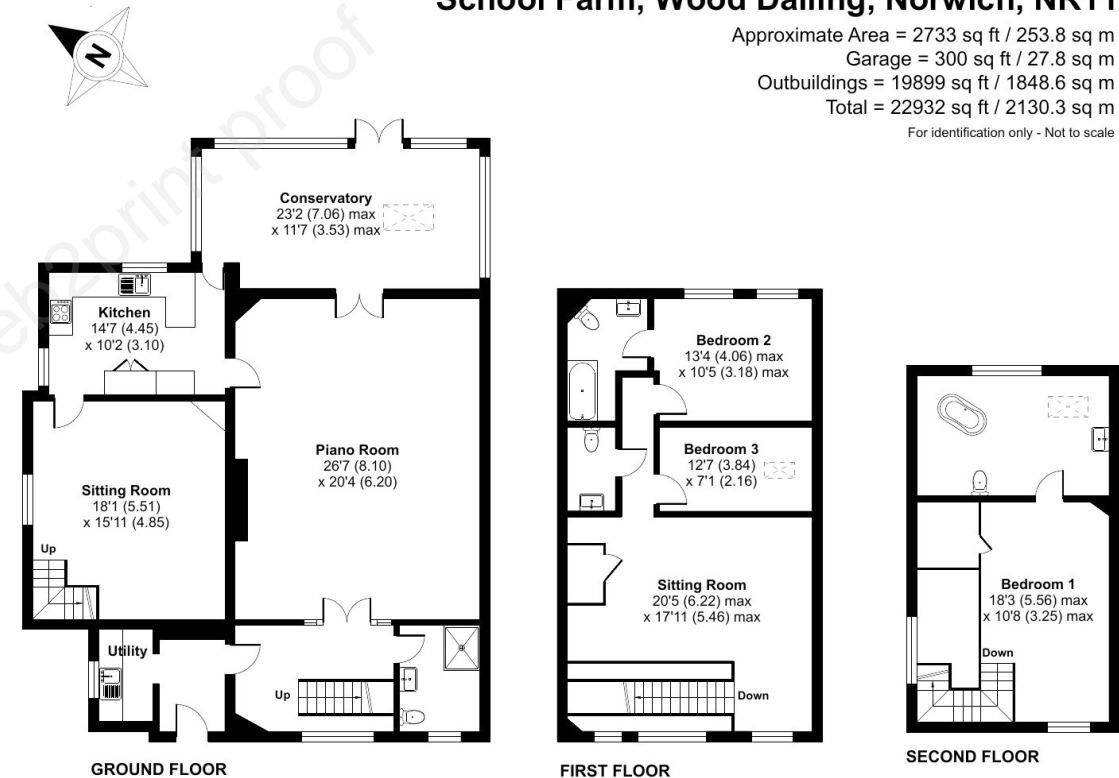 School Farm, Wood Dalling, Norwich, NR11
Approximate Area = 2733 sq ft / 253.8 sq m
Garage = 300 sq ft / 27.8 sq m
Outbuildings = 19899 sq ft / 1848.6 sq m
Total = 22932 sq ft / 2130.3 sq m
For identification only - Not to scale
N
web2print proof
Conservatory
23'2 (7.06) max
x 11'7 (3.53) max
Kitchen
14'7 (4.45)
x 10'2 (3.10)
Piano Room
26'7 (8.10)
x 20'4 (6.20)
Sitting Room
18'1 (5.51)
x 15'11 (4.85)
Up
Utility
Up
GROUND FLOOR
Bedroom 2
13'4 (4.06) max
x 10'5 (3.18) max
Bedroom 3
12'7 (3.84)
x 7'1 (2.16)
Sitting Room
20'5 (6.22) max
x 17'11 (5.46) max
Down
FIRST FLOOR
Bedroom 1
18'3 (5.56) max
x 10'8 (3.25) max
Down
SECOND FLOOR